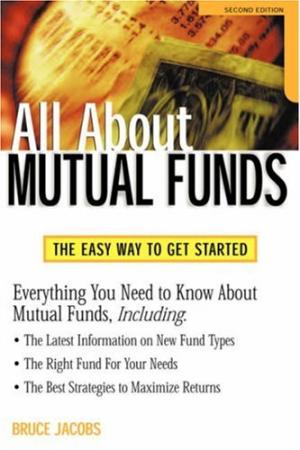 SECOND EDITION
All About
MUTUAL FUNDS
THE EASY WAY TO GET STARTED
Everything You Need to Know About
Mutual Funds, Including:
• The Latest Information on New Fund Types
• The Right Fund For Your Needs
• The Best Strategies to Maximize Returns
BRUCE JACOBS